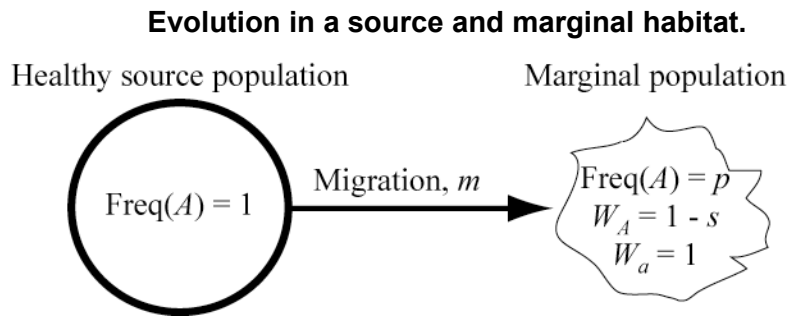 Evolution in a source and marginal habitat.
Healthy source population
Marginal population
Freq(A) = 1
Migration, m
Freq(A) = p
W_A = 1 - s
W_a = 1